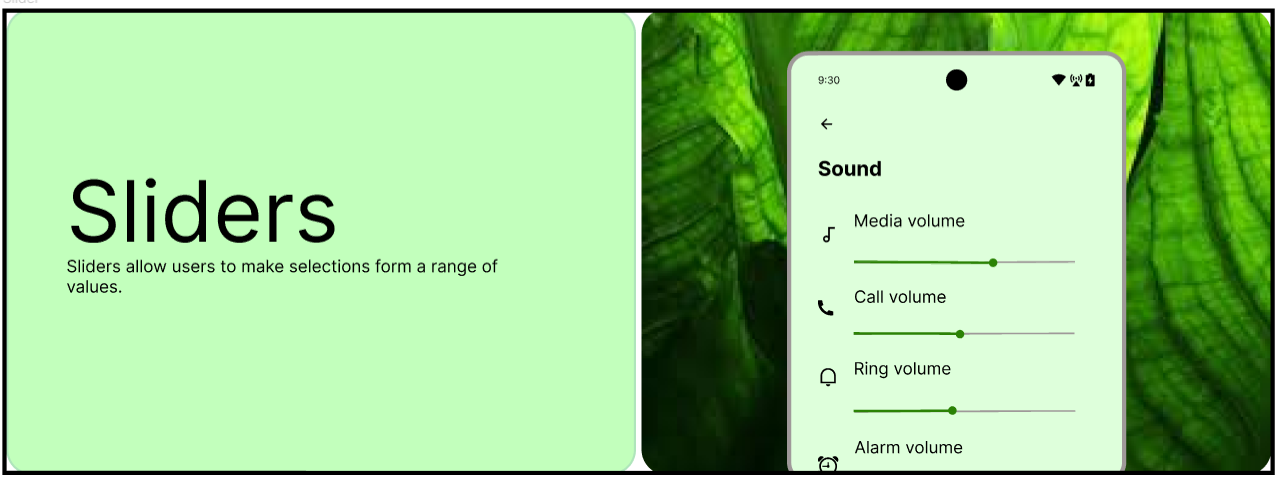 Sliders
Sliders allow users to make selections form a range of
values.
9:30
Sound
Media volume
Call volume
Ring volume
Alarm volume